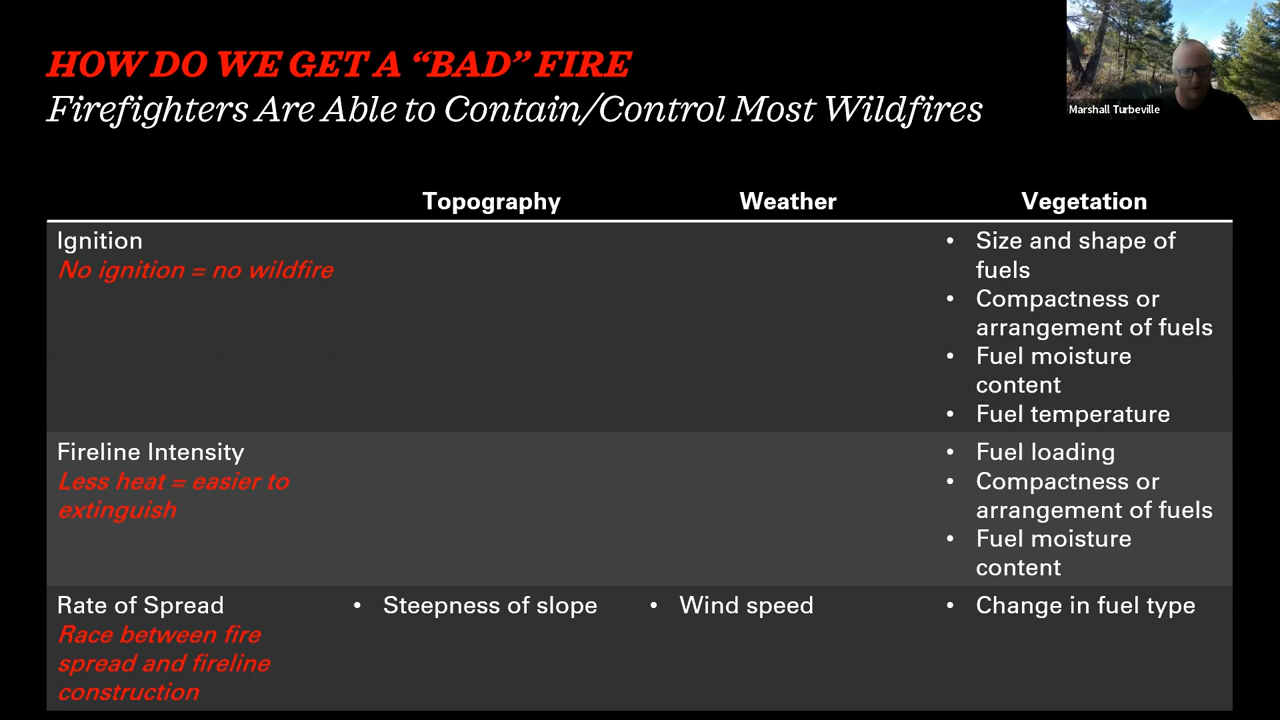 HOW DO WE GET A “BAD” FIRE
Firefighters Are Able to Contain/Control Most Wildfires
Marshall Turbeville
Topography Weather Vegetation
Ignition
No ignition = no wildfire
• Size and shape of
fuels
• Compactness or
arrangement of fuels
• Fuel moisture
content
• Fuel temperature
Fireline Intensity
Less heat = easier to
extinguish
• Fuel loading
• Compactness or
arrangement of fuels
• Fuel moisture
content
Rate of Spread
Race between fire
spread and fireline
construction
• Steepness of slope
• Wind speed
• Change in fuel type